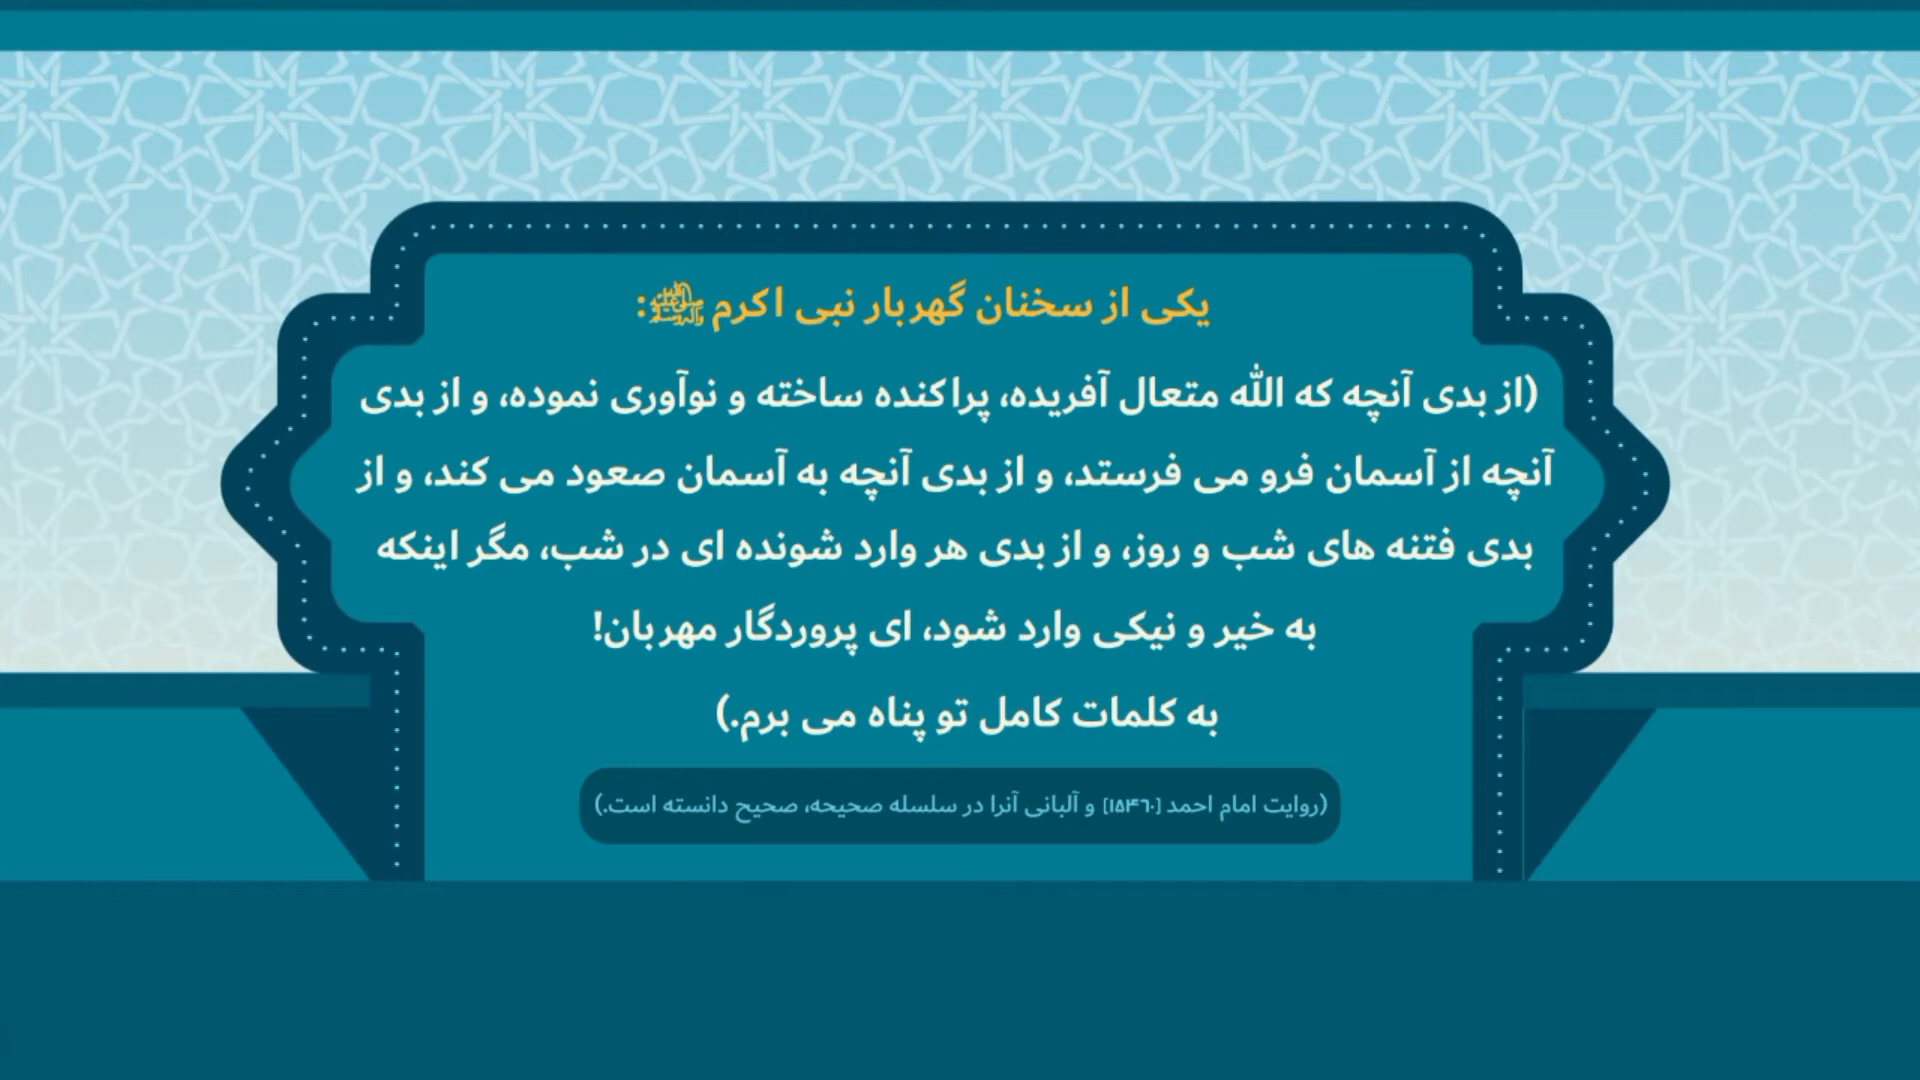 یکی از سخنان گهربار نبی اکرم ﷺ:
(از بدی آنچه که الله متعال آفریده، پراکنده ساخته و نوآوری نموده، و از بدی
آنچه از آسمان فرو می فرستد، و از بدی آنچه به آسمان صعود می کند، و از
بدی فتنه های شب و روز، و از بدی هر وارد شونده ای در شب، مگر اینکه
به خیر و نیکی وارد شود، ای پروردگار مهربان!
به کلمات کامل تو پناه می برم.)
(روایت امام احمد [۱۵۴۶۰] و آلبانی آنرا در سلسله صحیحه، صحیح دانسته است.)